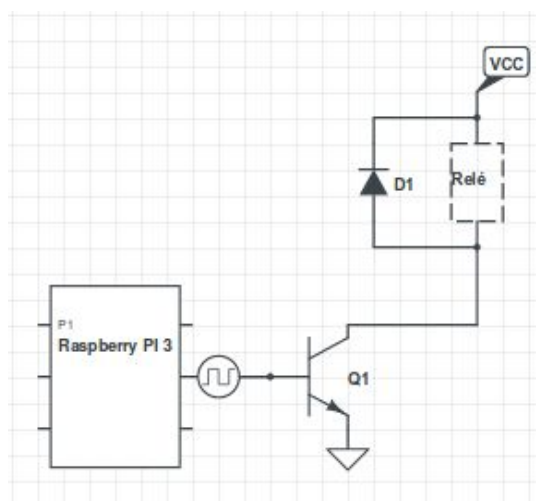 VCC
D1
Relé
P1
Raspberry PI 3
Q1